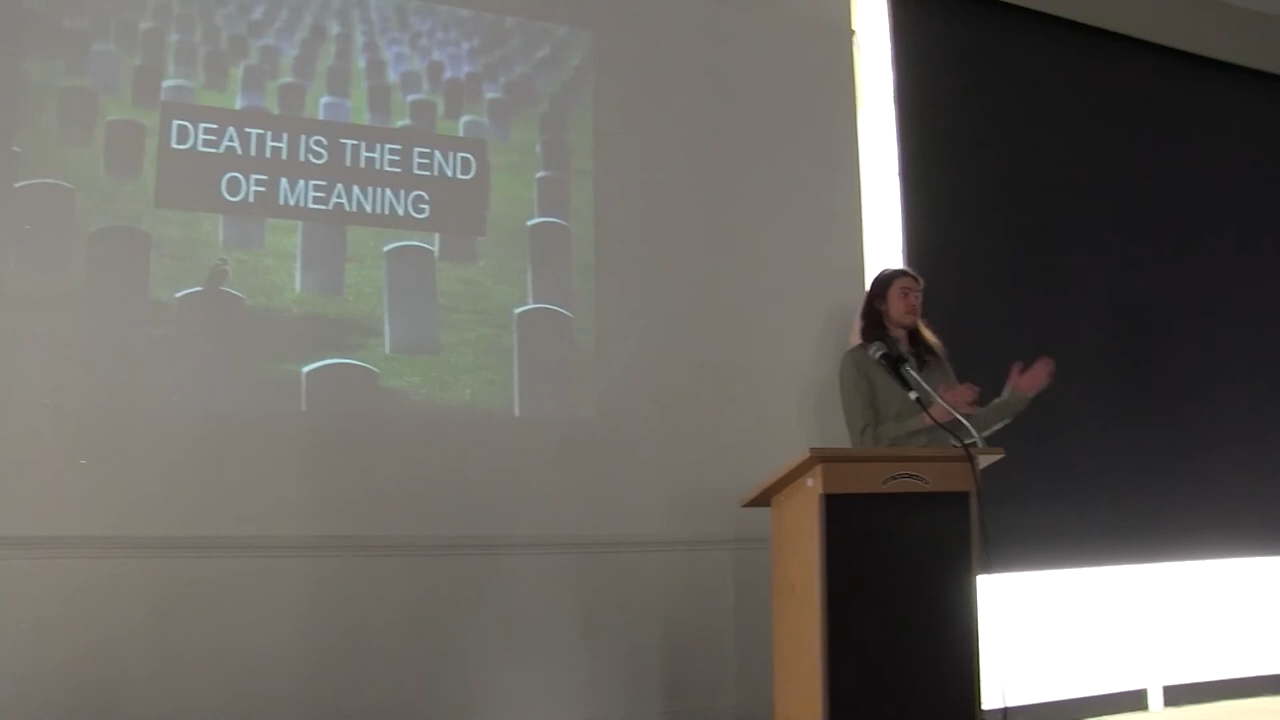 DEATH IS THE END
OF MEANING